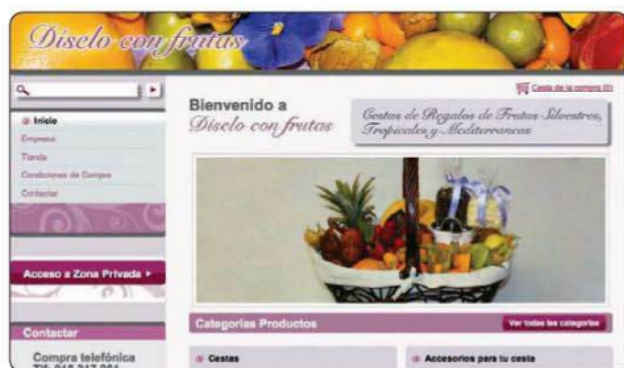 Díselo con frutas
Cesta de la compra (0)
Inicio
Empresa
Tienda
Condiciones de Compra
Contactar
Bienvenido a
Díselo con frutas
Cestas de Regalos de Frutas Silvestres,
Tropicales y Mediterraneas
Acceso a Zona Privada
Categorías Productos
Ver todas las categorías
Contactar
Compra telefónica
Cestas
Accesorios para tu cesta